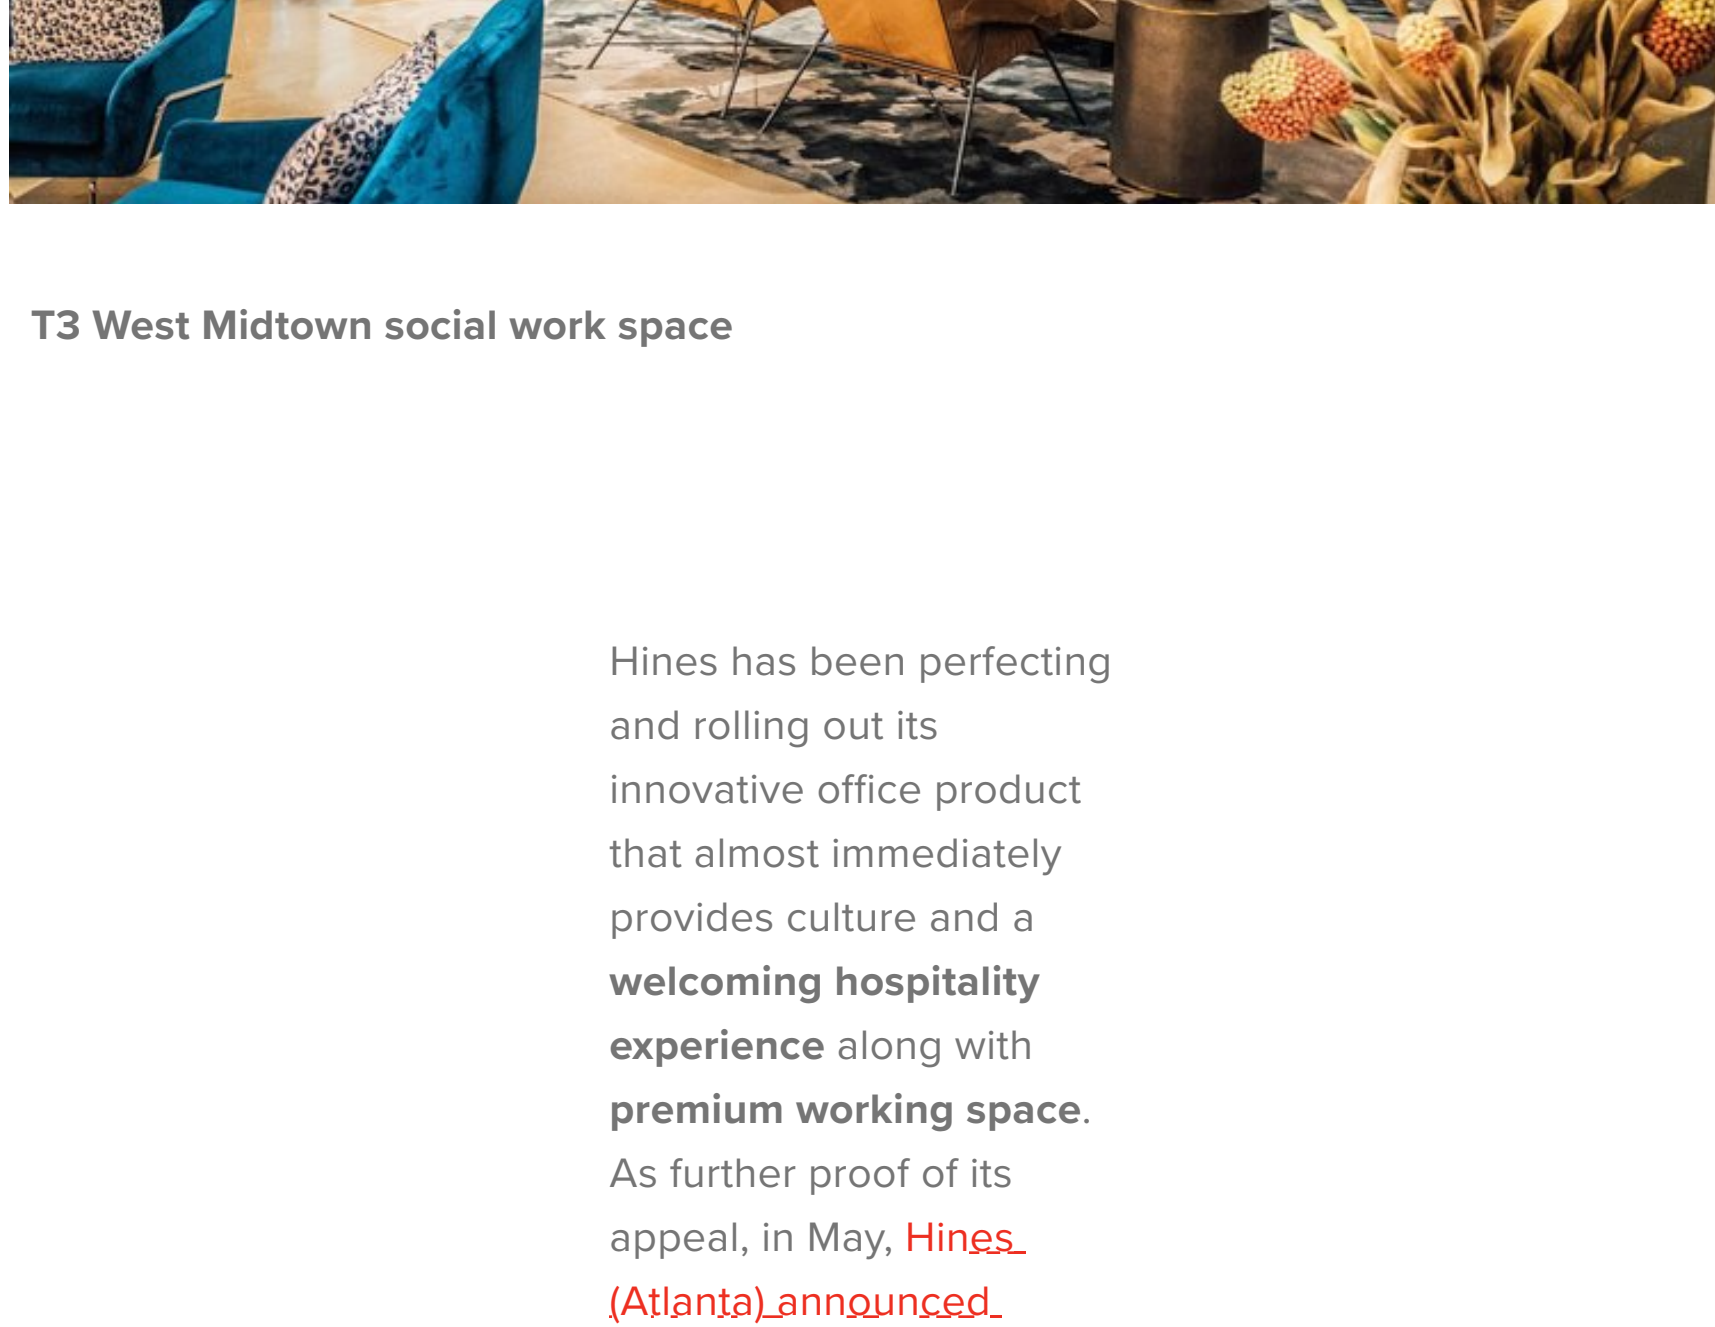 T3 West Midtown social work space
Hines has been perfecting
and rolling out its
innovative office product
that almost immediately
provides culture and a
welcoming hospitality
experience along with
premium working space.
As further proof of its
appeal, in May, Hines
(Atlanta) announced